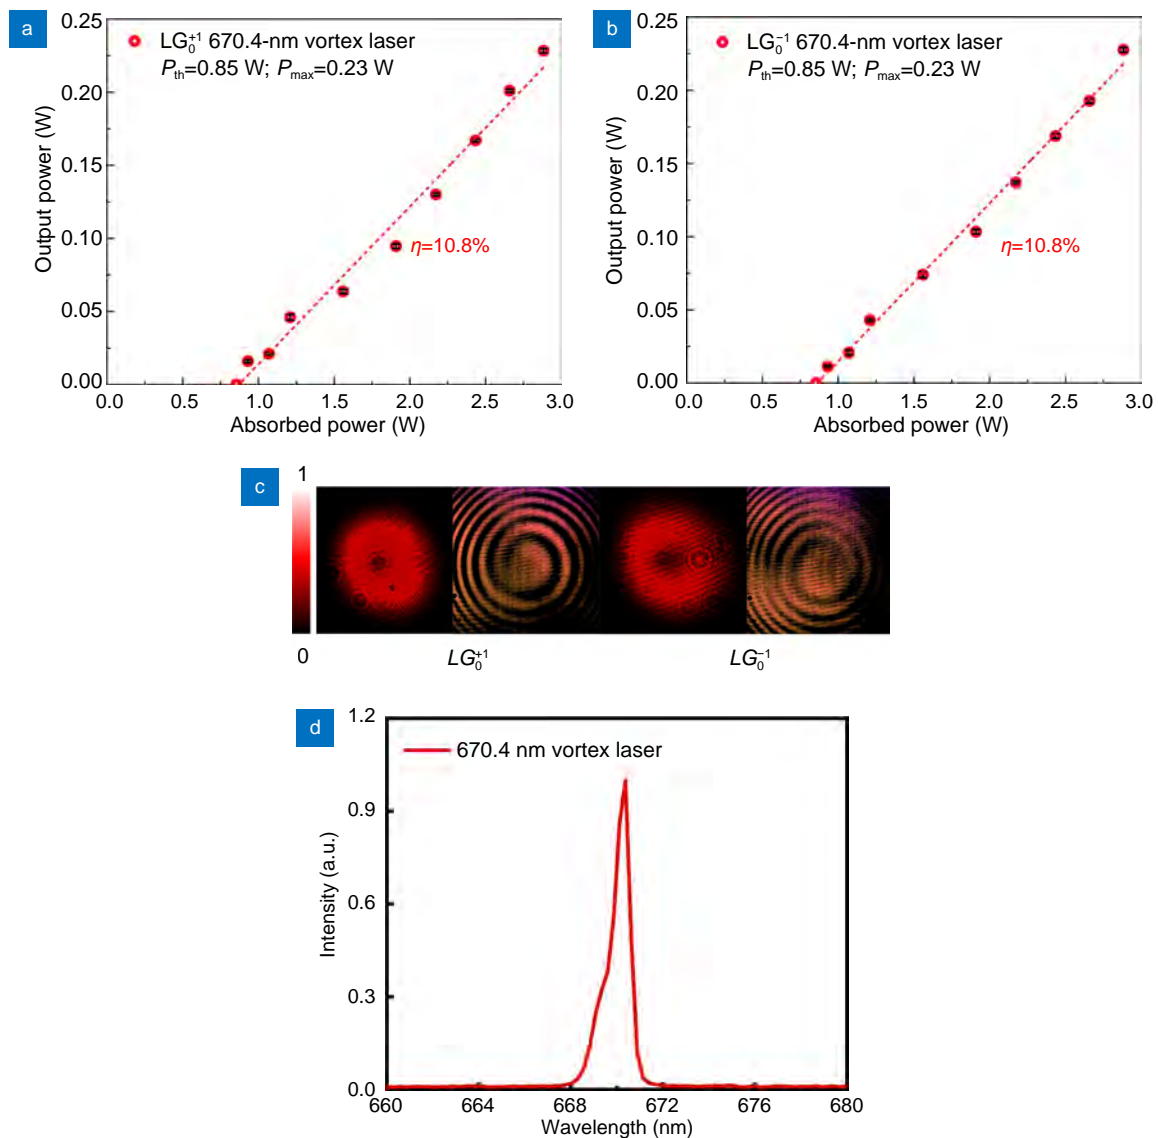 a
LG₀⁺¹ 670.4-nm vortex laser
Pth=0.85 W; Pmax=0.23 W
η=10.8%
Output power (W)
0.25
0.20
0.15
0.10
0.05
0.00
0.0 0.5 1.0 1.5 2.0 2.5 3.0
Absorbed power (W)
b
LG₀⁻¹ 670.4-nm vortex laser
Pth=0.85 W; Pmax=0.23 W
η=10.8%
Output power (W)
0.25
0.20
0.15
0.10
0.05
0.00
0.0 0.5 1.0 1.5 2.0 2.5 3.0
Absorbed power (W)
c
1
0
LG₀⁺¹
LG₀⁻¹
d
670.4 nm vortex laser
Intensity (a.u.)
1.2
0.9
0.6
0.3
0.0
660 664 668 672 676 680
Wavelength (nm)